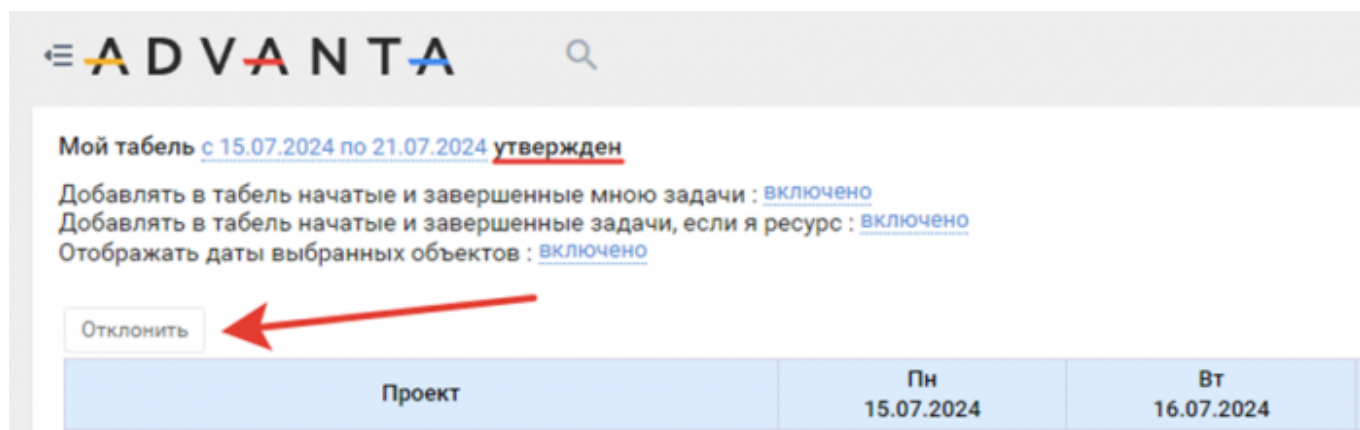 ADVANTA
Мой табель с 15.07.2024 по 21.07.2024 утвержден
Добавлять в табель начатые и завершенные мною задачи : включено
Добавлять в табель начатые и завершенные задачи, если я ресурс : включено
Отображать даты выбранных объектов : включено
Отклонить
Проект
Пн
15.07.2024
Вт
16.07.2024